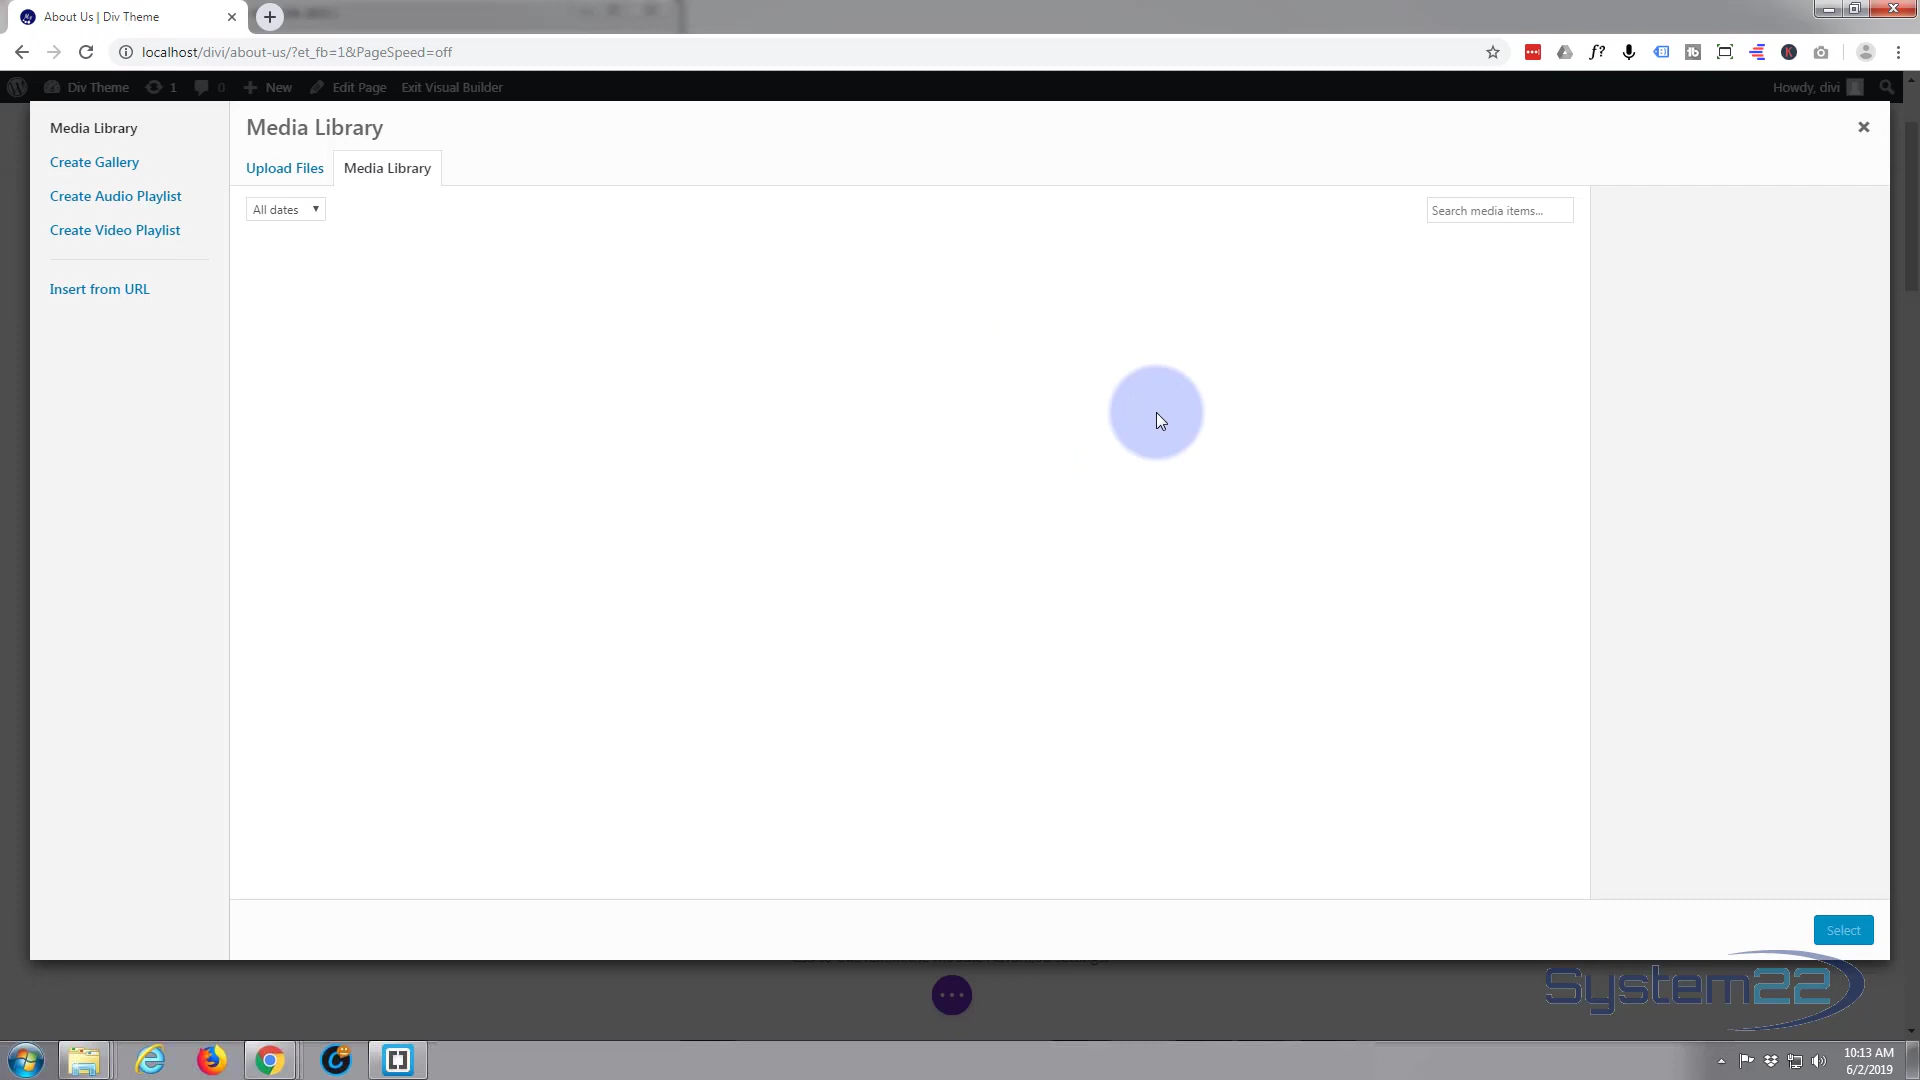 About Us | Div Theme
localhost/divi/about-us/?et_fb=1&PageSpeed=off
Div Theme 1 0 New Edit Page Exit Visual Builder Howdy, divi
Media Library
Create Gallery
Create Audio Playlist
Create Video Playlist
Insert from URL
Media Library
Upload Files
Media Library
All dates
Search media items...
Select
System22
10:13 AM
6/2/2019